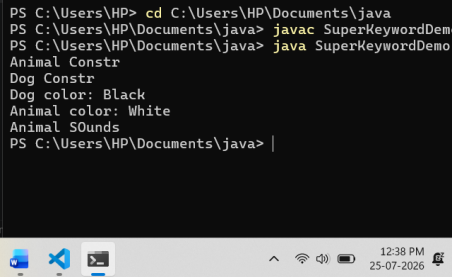 PS C:\Users\HP> cd C:\Users\HP\Documents\java
PS C:\Users\HP\Documents\java> javac SuperKeywordDem
PS C:\Users\HP\Documents\java> java SuperKeywordDemo
Animal Constr
Dog Constr
Dog color: Black
Animal color: White
Animal SOunds
PS C:\Users\HP\Documents\java>
12:38 PM
25-07-2026